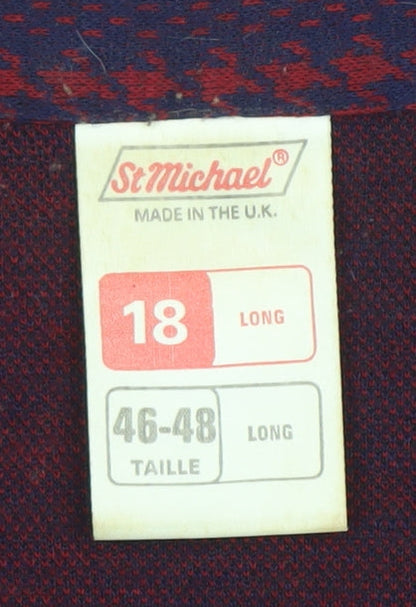 St Michael®
MADE IN THE U.K.
18 LONG
46-48 LONG
TAILLE